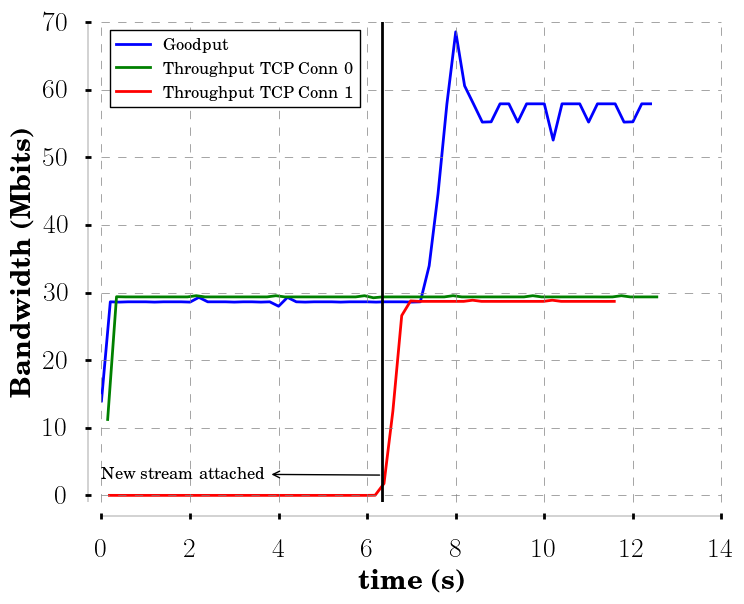 70
60
50
40
30
20
10
0
Bandwidth (Mbits)
Goodput
Throughput TCP Conn 0
Throughput TCP Conn 1
New stream attached
0 2 4 6 8 10 12 14
time (s)